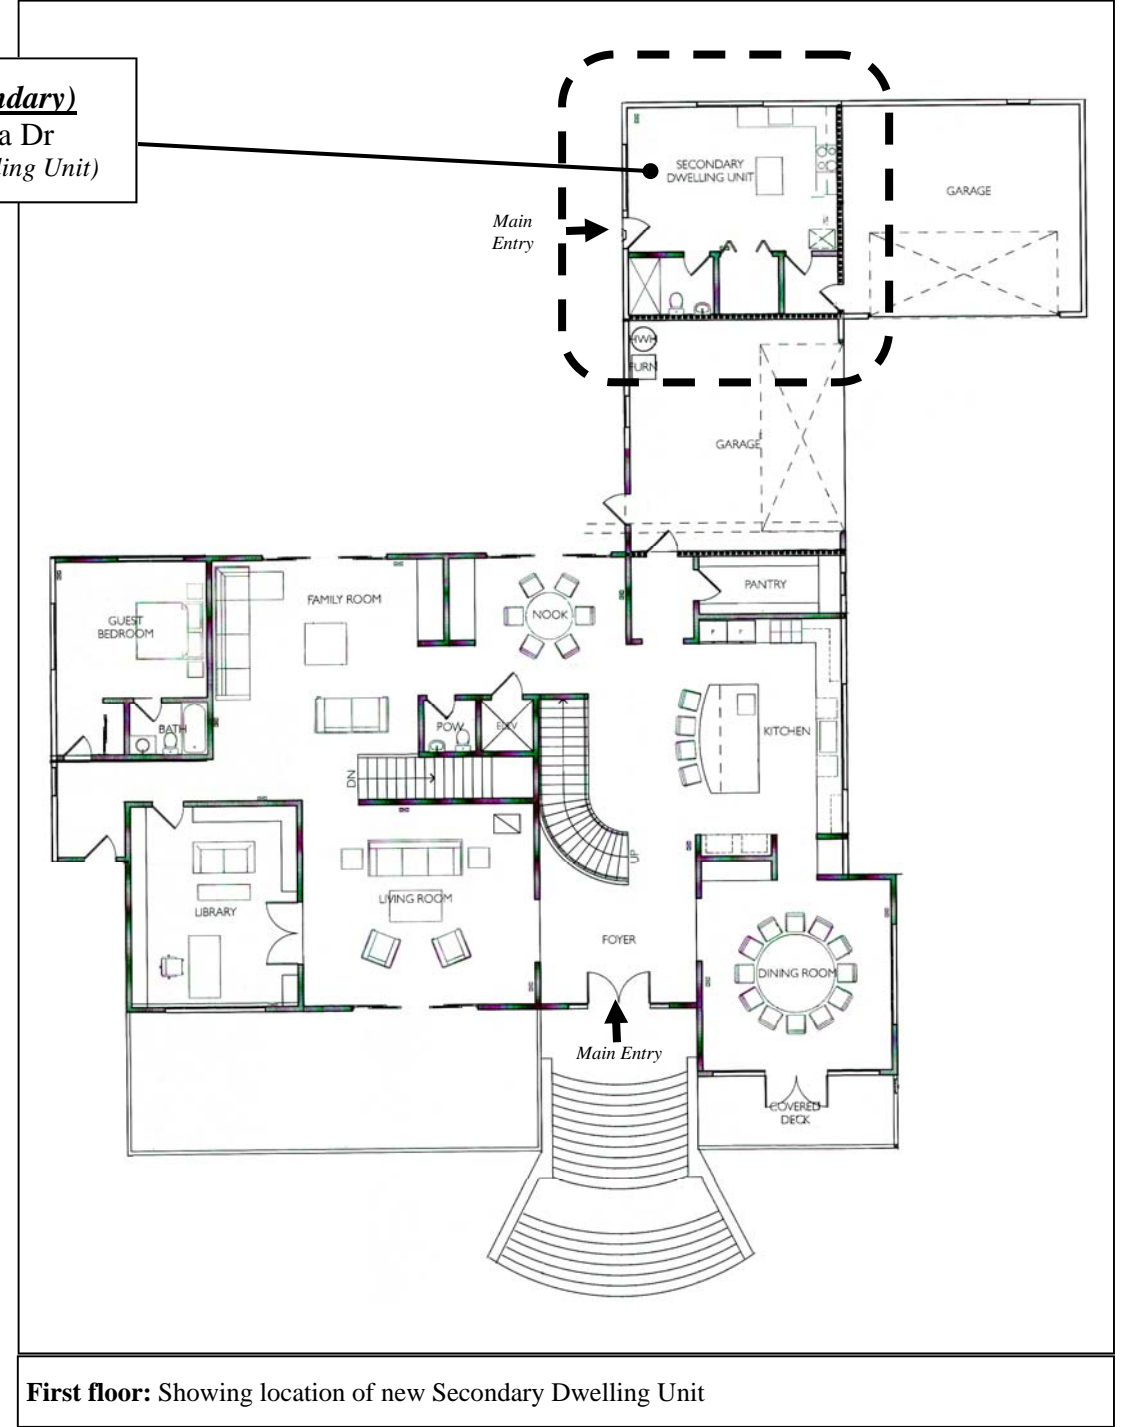 ndary)
a Dr
ling Unit)
SECONDARY
DWELLING UNIT
GARAGE
Main
Entry
HWH
FURN
GARAGE
PANTRY
FAMILY ROOM
GUEST
BEDROOM
NOOK
F F
BATH
POW
ELEV
KITCHEN
DN
UP
LIVING ROOM
LIBRARY
FOYER
DINING ROOM
Main Entry
COVERED
DECK
First floor: Showing location of new Secondary Dwelling Unit